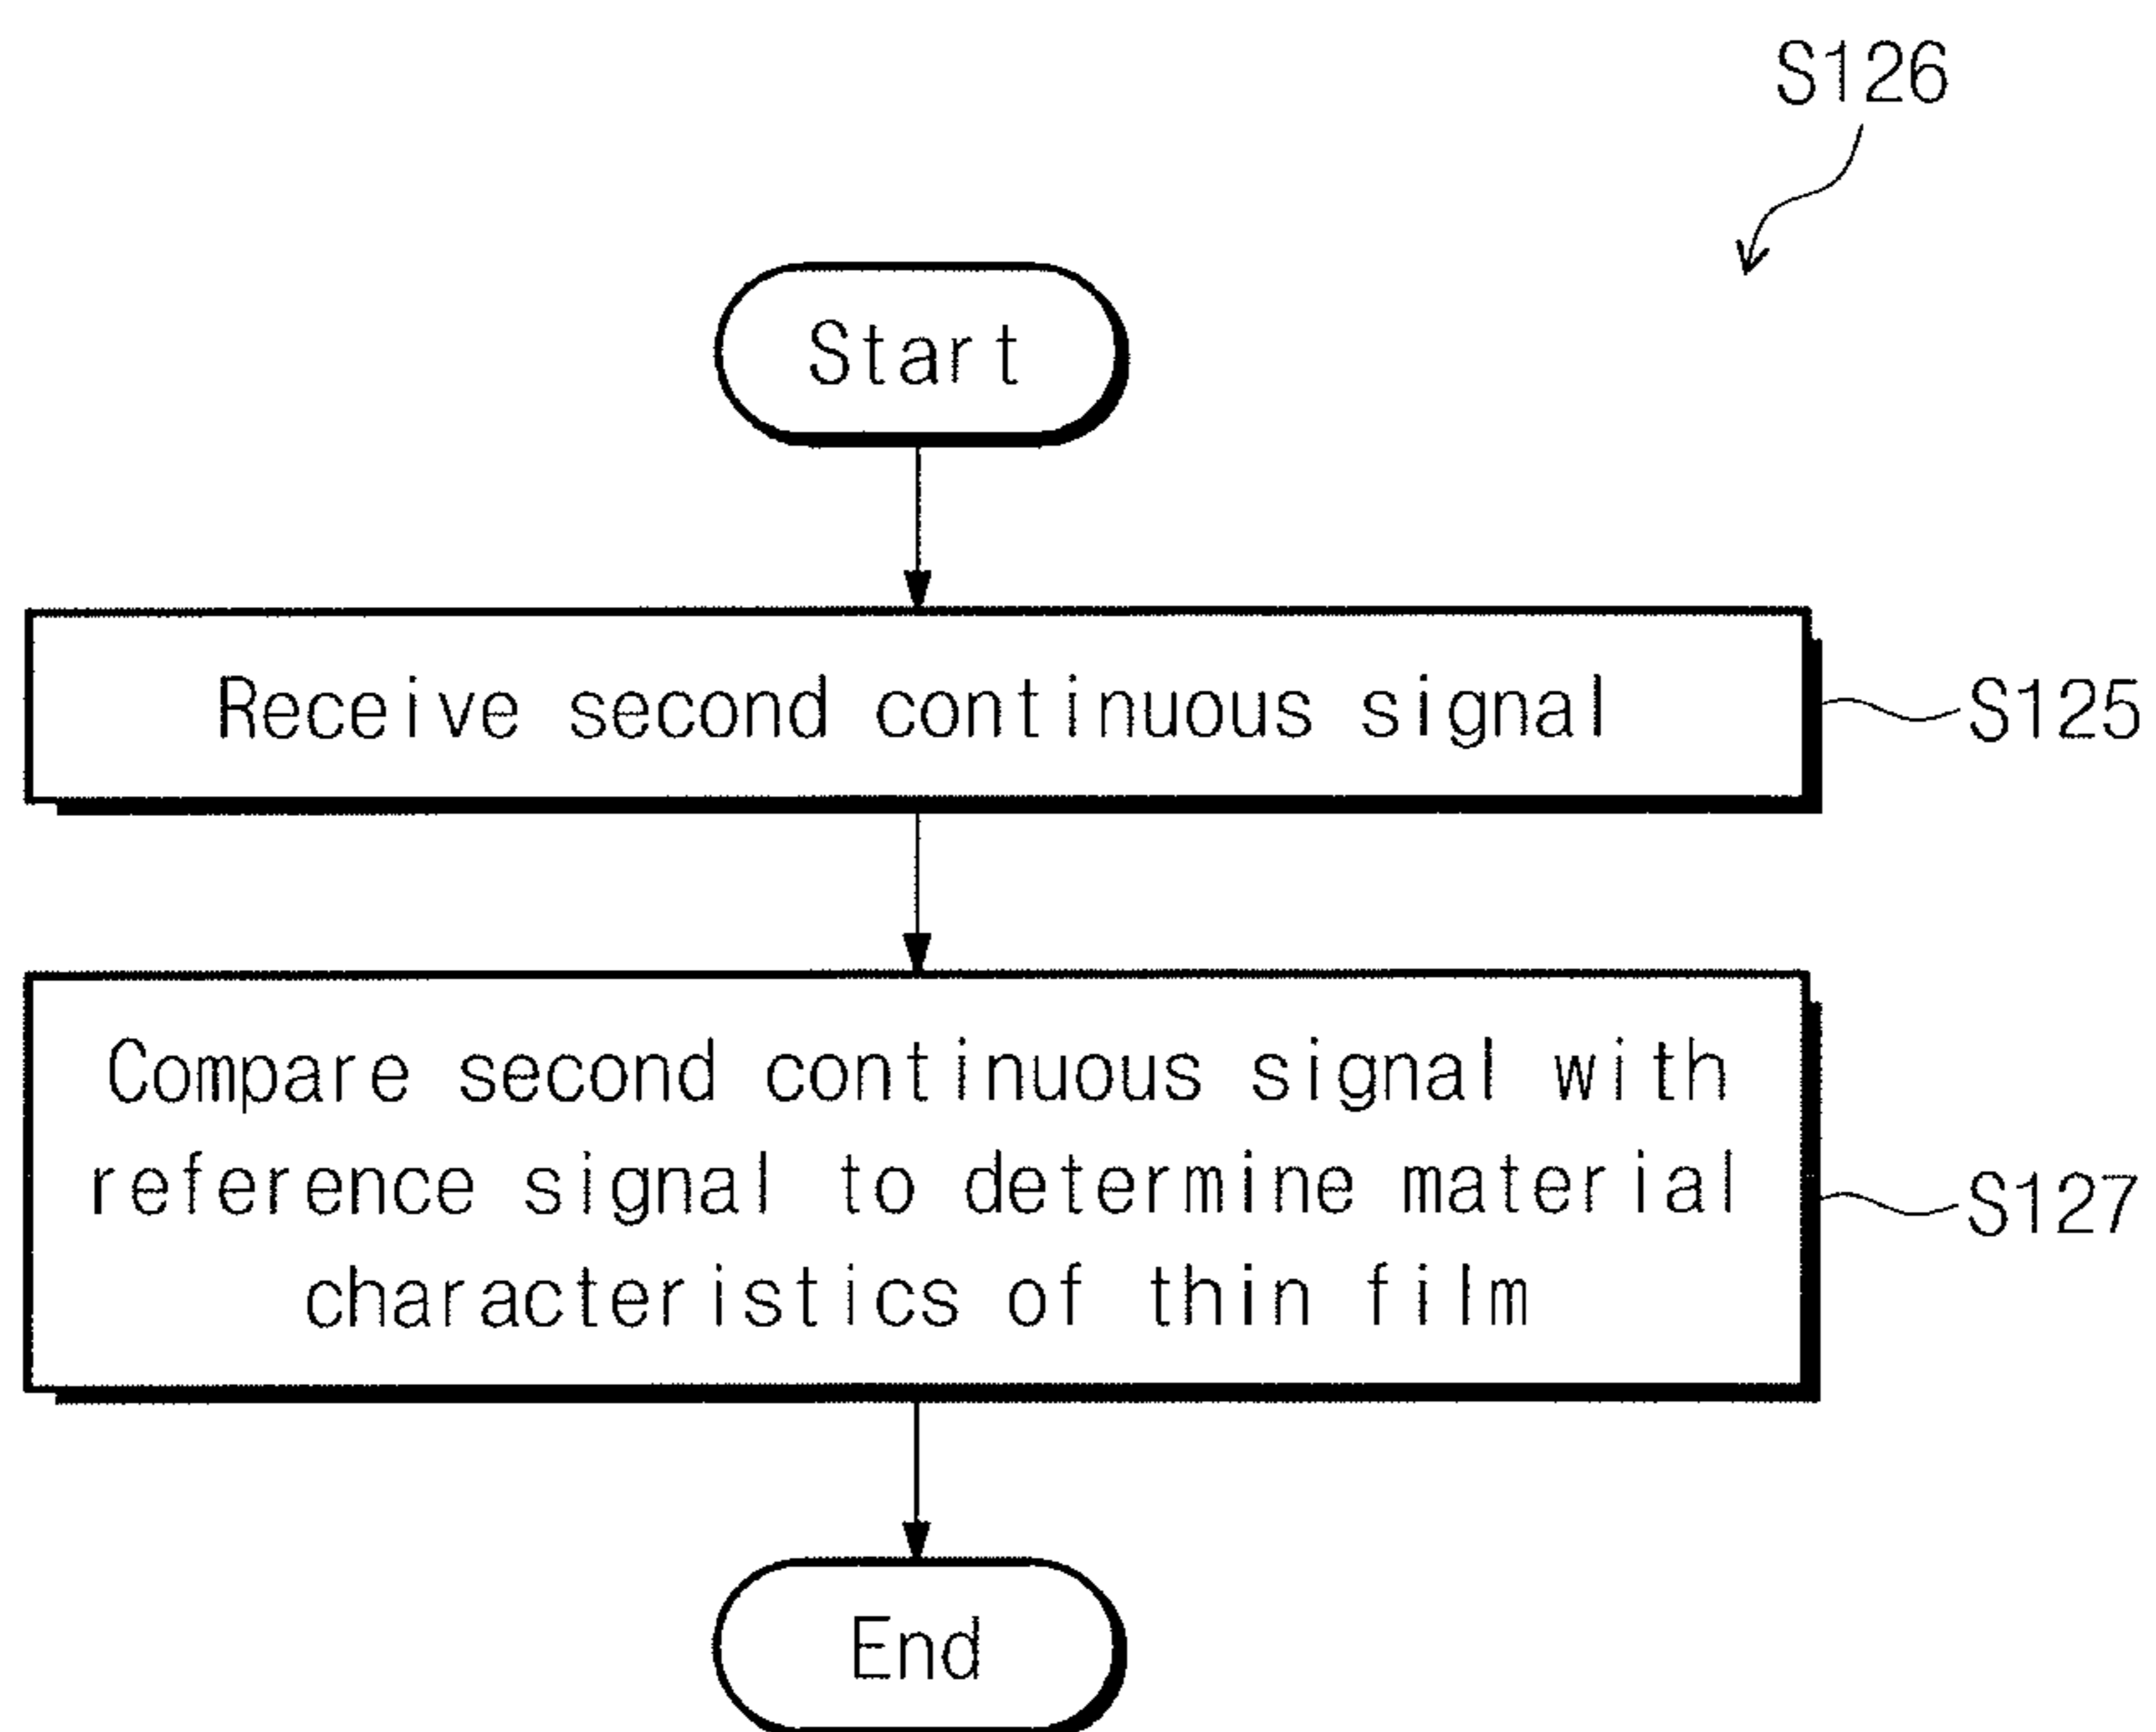 S126
Start
Receive second continuous signal
S125
Compare second continuous signal with
reference signal to determine material
characteristics of thin film
S127
End